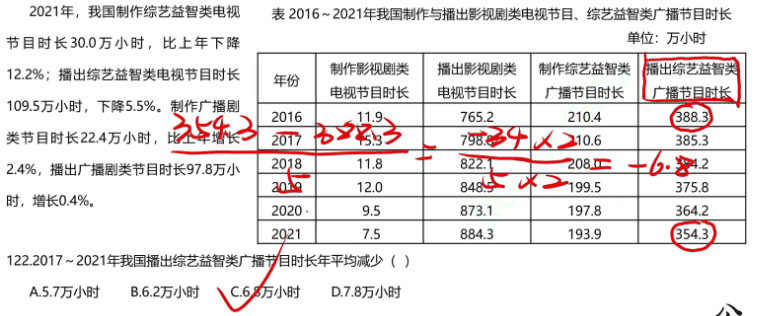 2021年，我国制作综艺益智类电视
节目时长30.0万小时，比上年下降
12.2%；播出综艺益智类电视节目时长
109.5万小时，下降5.5%。制作广播剧
类节目时长22.4万小时，比上年增长
2.4%，播出广播剧类节目时长97.8万小
时，增长0.4%。
表 2016～2021年我国制作与播出影视剧类电视节目、综艺益智类广播节目时长
单位：万小时
年份 制作影视剧类电视节目时长 播出影视剧类电视节目时长 制作综艺益智类广播节目时长 播出综艺益智类广播节目时长
2016 11.9 765.2 210.4 388.3
2017 15.3 798. 210.6 385.3
2018 11.8 822.1 208.0 384.2
2019 12.0 848. 199.5 375.8
2020 9.5 873.1 197.8 364.2
2021 7.5 884.3 193.9 354.3
354.3 - 388.3
5
= -34 × 2
5 × 2
= -6.8
122.2017～2021年我国播出综艺益智类广播节目时长年平均减少（ ）
A.5.7万小时 B.6.2万小时 C.6.8万小时 D.7.8万小时